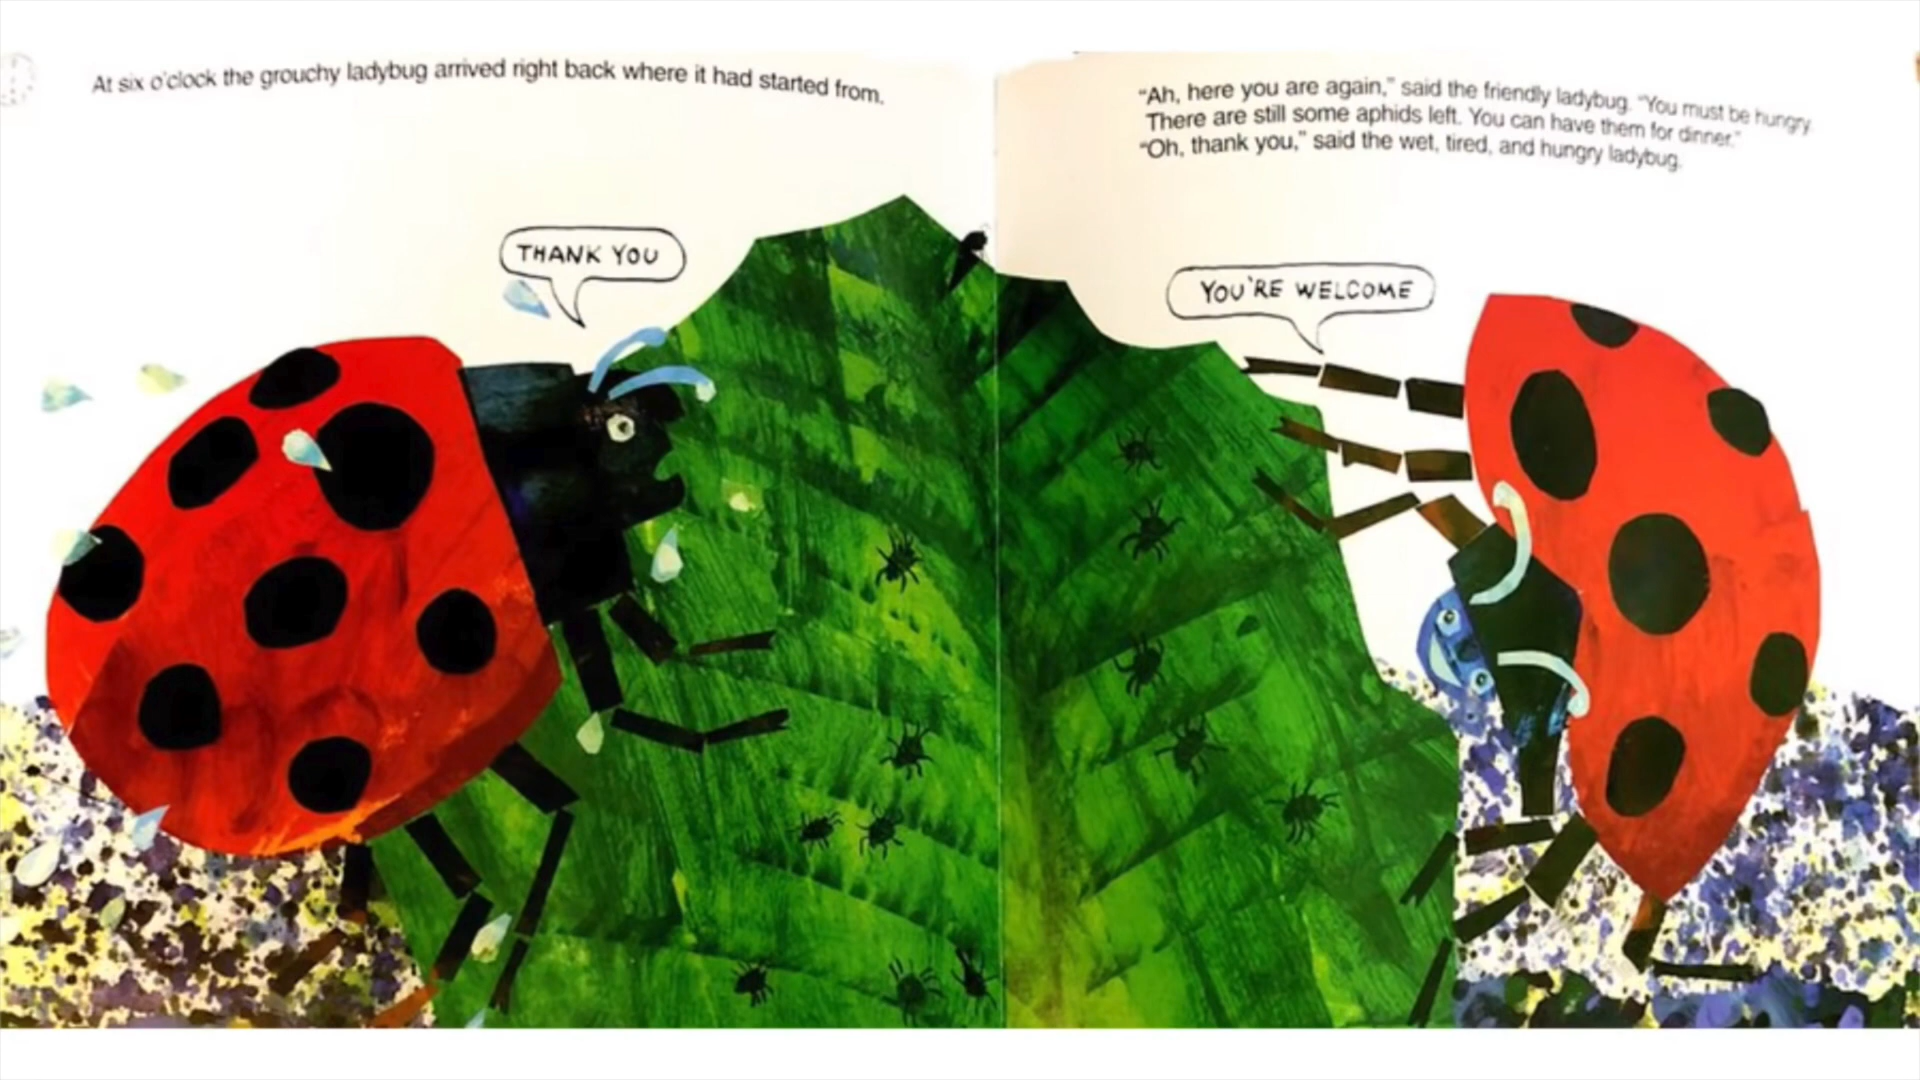 At six o'clock the grouchy ladybug arrived right back where it had started from.
"Ah, here you are again," said the friendly ladybug. "You must be hungry
There are still some aphids left. You can have them for dinner."
"Oh, thank you," said the wet, tired, and hungry ladybug.
THANK YOU
YOU'RE WELCOME